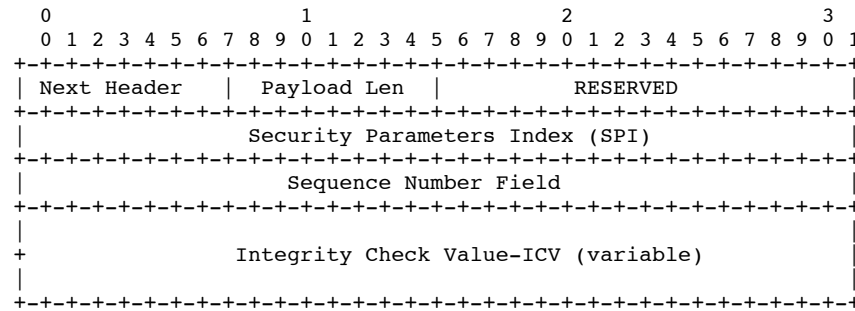 0                   1                   2                   3
0 1 2 3 4 5 6 7 8 9 0 1 2 3 4 5 6 7 8 9 0 1 2 3 4 5 6 7 8 9 0 1
+-+-+-+-+-+-+-+-+-+-+-+-+-+-+-+-+-+-+-+-+-+-+-+-+-+-+-+-+-+-+-+-+
| Next Header   |  Payload Len  |          RESERVED             |
+-+-+-+-+-+-+-+-+-+-+-+-+-+-+-+-+-+-+-+-+-+-+-+-+-+-+-+-+-+-+-+-+
|                 Security Parameters Index (SPI)               |
+-+-+-+-+-+-+-+-+-+-+-+-+-+-+-+-+-+-+-+-+-+-+-+-+-+-+-+-+-+-+-+-+
|                    Sequence Number Field                      |
+-+-+-+-+-+-+-+-+-+-+-+-+-+-+-+-+-+-+-+-+-+-+-+-+-+-+-+-+-+-+-+-+
|                                                               |
+                Integrity Check Value-ICV (variable)           |
|                                                               |
+-+-+-+-+-+-+-+-+-+-+-+-+-+-+-+-+-+-+-+-+-+-+-+-+-+-+-+-+-+-+-+-+